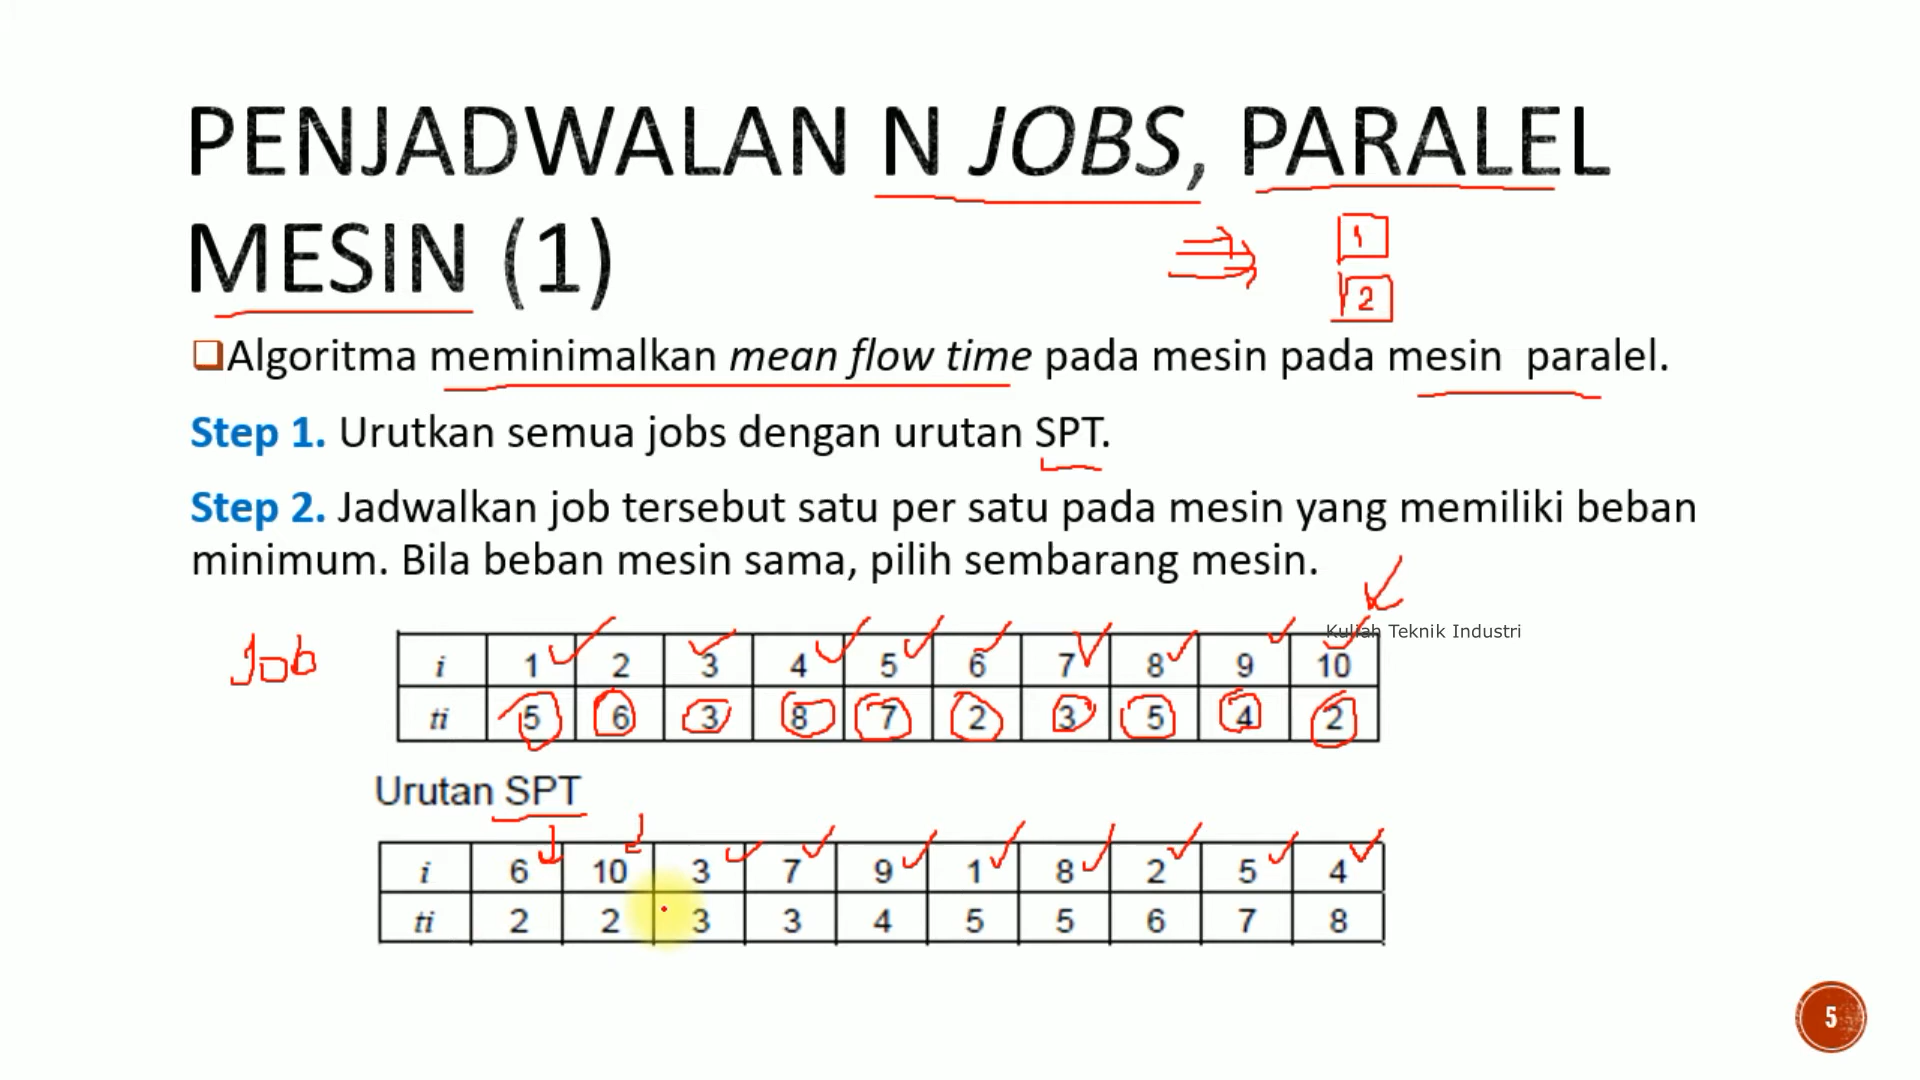 PENJADWALAN N JOBS, PARALEL
MESIN (1)
1
2
Algoritma meminimalkan mean flow time pada mesin pada mesin paralel.
Step 1. Urutkan semua jobs dengan urutan SPT.
Step 2. Jadwalkan job tersebut satu per satu pada mesin yang memiliki beban
minimum. Bila beban mesin sama, pilih sembarang mesin.
Kuliah Teknik Industri
Job
i 1 2 3 4 5 6 7 8 9 10
ti 5 6 3 8 7 2 3 5 4 2
Urutan SPT
i 6 10 3 7 9 1 8 2 5 4
ti 2 2 3 3 4 5 5 6 7 8
5